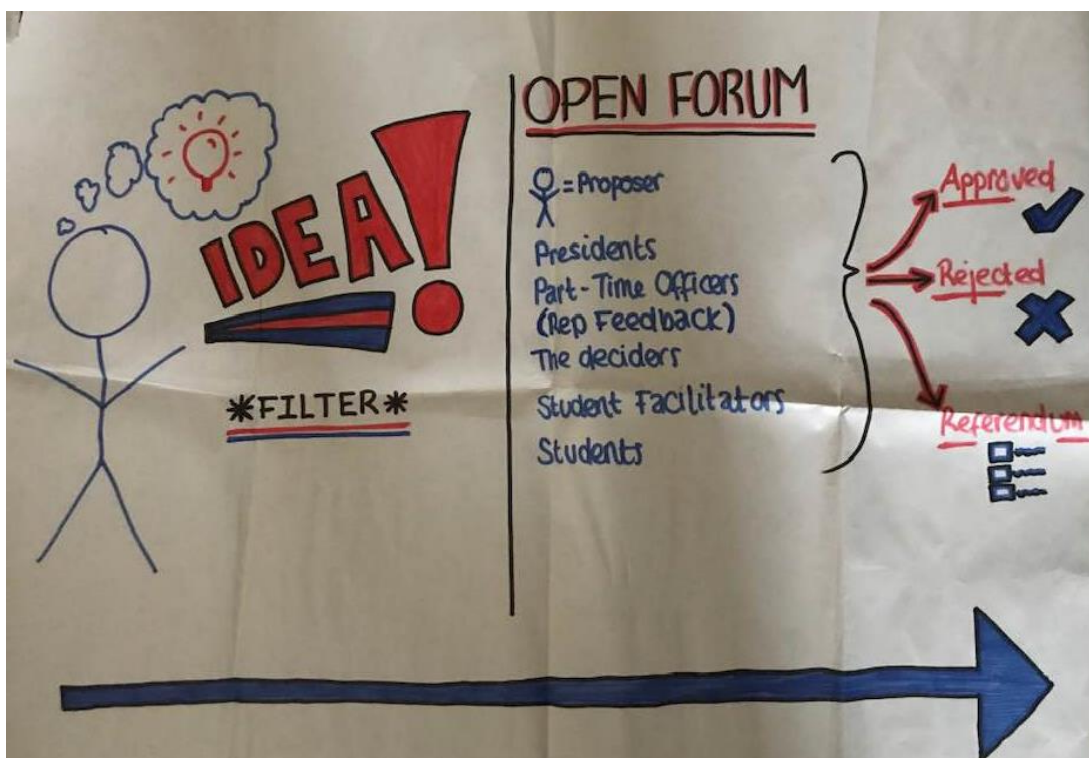 IDEA!
*FILTER*
OPEN FORUM
=Proposer
Presidents
Part-Time Officers
(Rep Feedback)
The deciders
Student Facilitators
Students
Approved
Rejected
Referendum